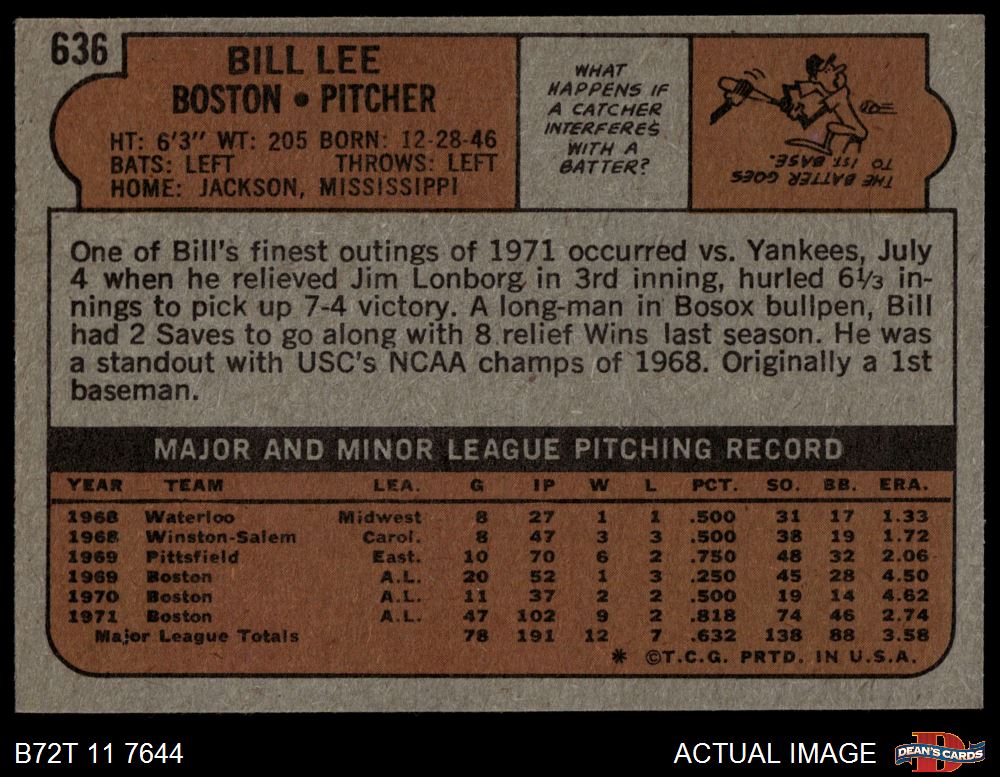 636
BILL LEE
BOSTON • PITCHER
HT: 6'3" WT: 205 BORN: 12-28-46
BATS: LEFT THROWS: LEFT
HOME: JACKSON, MISSISSIPPI
WHAT
HAPPENS IF
A CATCHER
INTERFERES
WITH A
BATTER?
THE BATTER GOES
TO 1ST BASE.
One of Bill's finest outings of 1971 occurred vs. Yankees, July
4 when he relieved Jim Lonborg in 3rd inning, hurled 6⅓ in-
nings to pick up 7-4 victory. A long-man in Bosox bullpen, Bill
had 2 Saves to go along with 8 relief Wins last season. He was
a standout with USC's NCAA champs of 1968. Originally a 1st
baseman.
MAJOR AND MINOR LEAGUE PITCHING RECORD
YEAR TEAM LEA. G IP W L PCT. SO. BB. ERA.
1968 Waterloo Midwest 8 27 1 1 .500 31 17 1.33
1968 Winston-Salem Carol. 8 47 3 3 .500 38 19 1.72
1969 Pittsfield East. 10 70 6 2 .750 48 32 2.06
1969 Boston A.L. 20 52 1 3 .250 45 28 4.50
1970 Boston A.L. 11 37 2 2 .500 19 14 4.62
1971 Boston A.L. 47 102 9 2 .818 74 46 2.74
Major League Totals 78 191 12 7 .632 138 88 3.58
* ©T.C.G. PRTD. IN U.S.A.
B72T 11 7644
ACTUAL IMAGE
D
DEAN'S CARDS